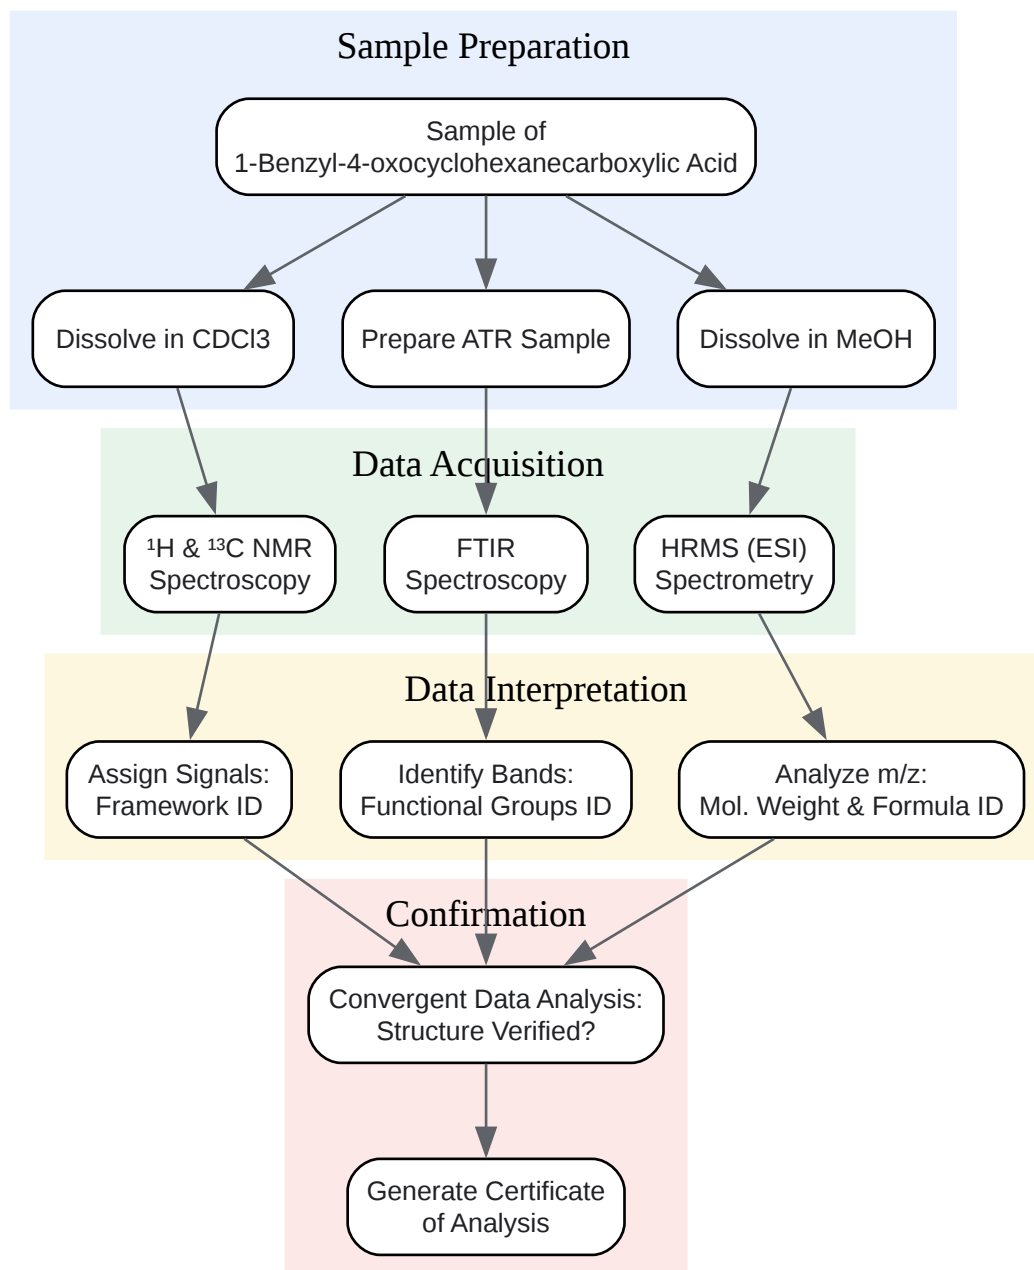 Sample Preparation
Sample of
1-Benzyl-4-oxocyclohexanecarboxylic Acid
Dissolve in CDCl3
Prepare ATR Sample
Dissolve in MeOH
Data Acquisition
¹H & ¹³C NMR
Spectroscopy
FTIR
Spectroscopy
HRMS (ESI)
Spectrometry
Data Interpretation
Assign Signals:
Framework ID
Identify Bands:
Functional Groups ID
Analyze m/z:
Mol. Weight & Formula ID
Confirmation
Convergent Data Analysis:
Structure Verified?
Generate Certificate
of Analysis